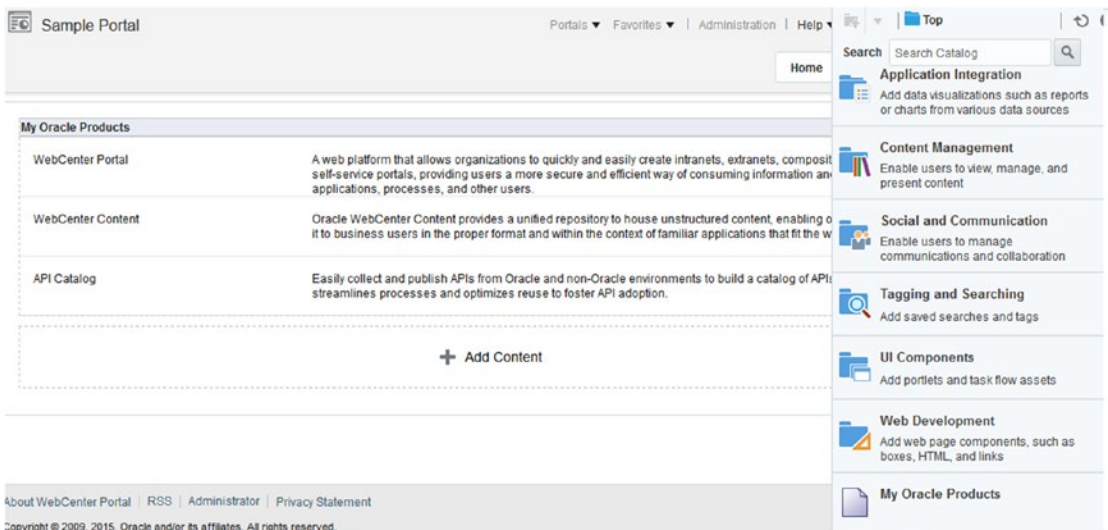 Sample Portal
Portals Favorites Administration Help
Home
My Oracle Products
WebCenter Portal
A web platform that allows organizations to quickly and easily create intranets, extranets, composit
self-service portals, providing users a more secure and efficient way of consuming information an
applications, processes, and other users.
WebCenter Content
Oracle WebCenter Content provides a unified repository to house unstructured content, enabling o
it to business users in the proper format and within the context of familiar applications that fit the w
API Catalog
Easily collect and publish APIs from Oracle and non-Oracle environments to build a catalog of APIs
streamlines processes and optimizes reuse to foster API adoption.
Add Content
About WebCenter Portal | RSS | Administrator | Privacy Statement
Copyright © 2009, 2015, Oracle and/or its affiliates. All rights reserved.
Top
Search Search Catalog
Application Integration
Add data visualizations such as reports
or charts from various data sources
Content Management
Enable users to view, manage, and
present content
Social and Communication
Enable users to manage
communications and collaboration
Tagging and Searching
Add saved searches and tags
UI Components
Add portlets and task flow assets
Web Development
Add web page components, such as
boxes, HTML, and links
My Oracle Products